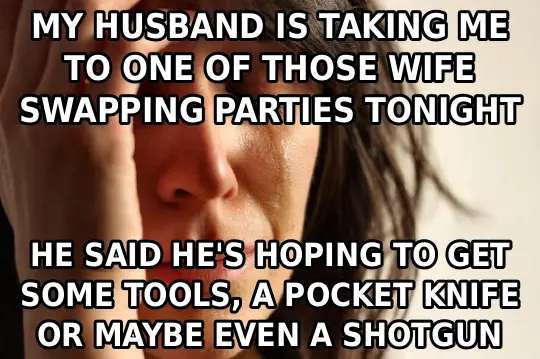 MY HUSBAND IS TAKING ME
TO ONE OF THOSE WIFE
SWAPPING PARTIES TONIGHT
HE SAID HE'S HOPING TO GET
SOME TOOLS, A POCKET KNIFE
OR MAYBE EVEN A SHOTGUN